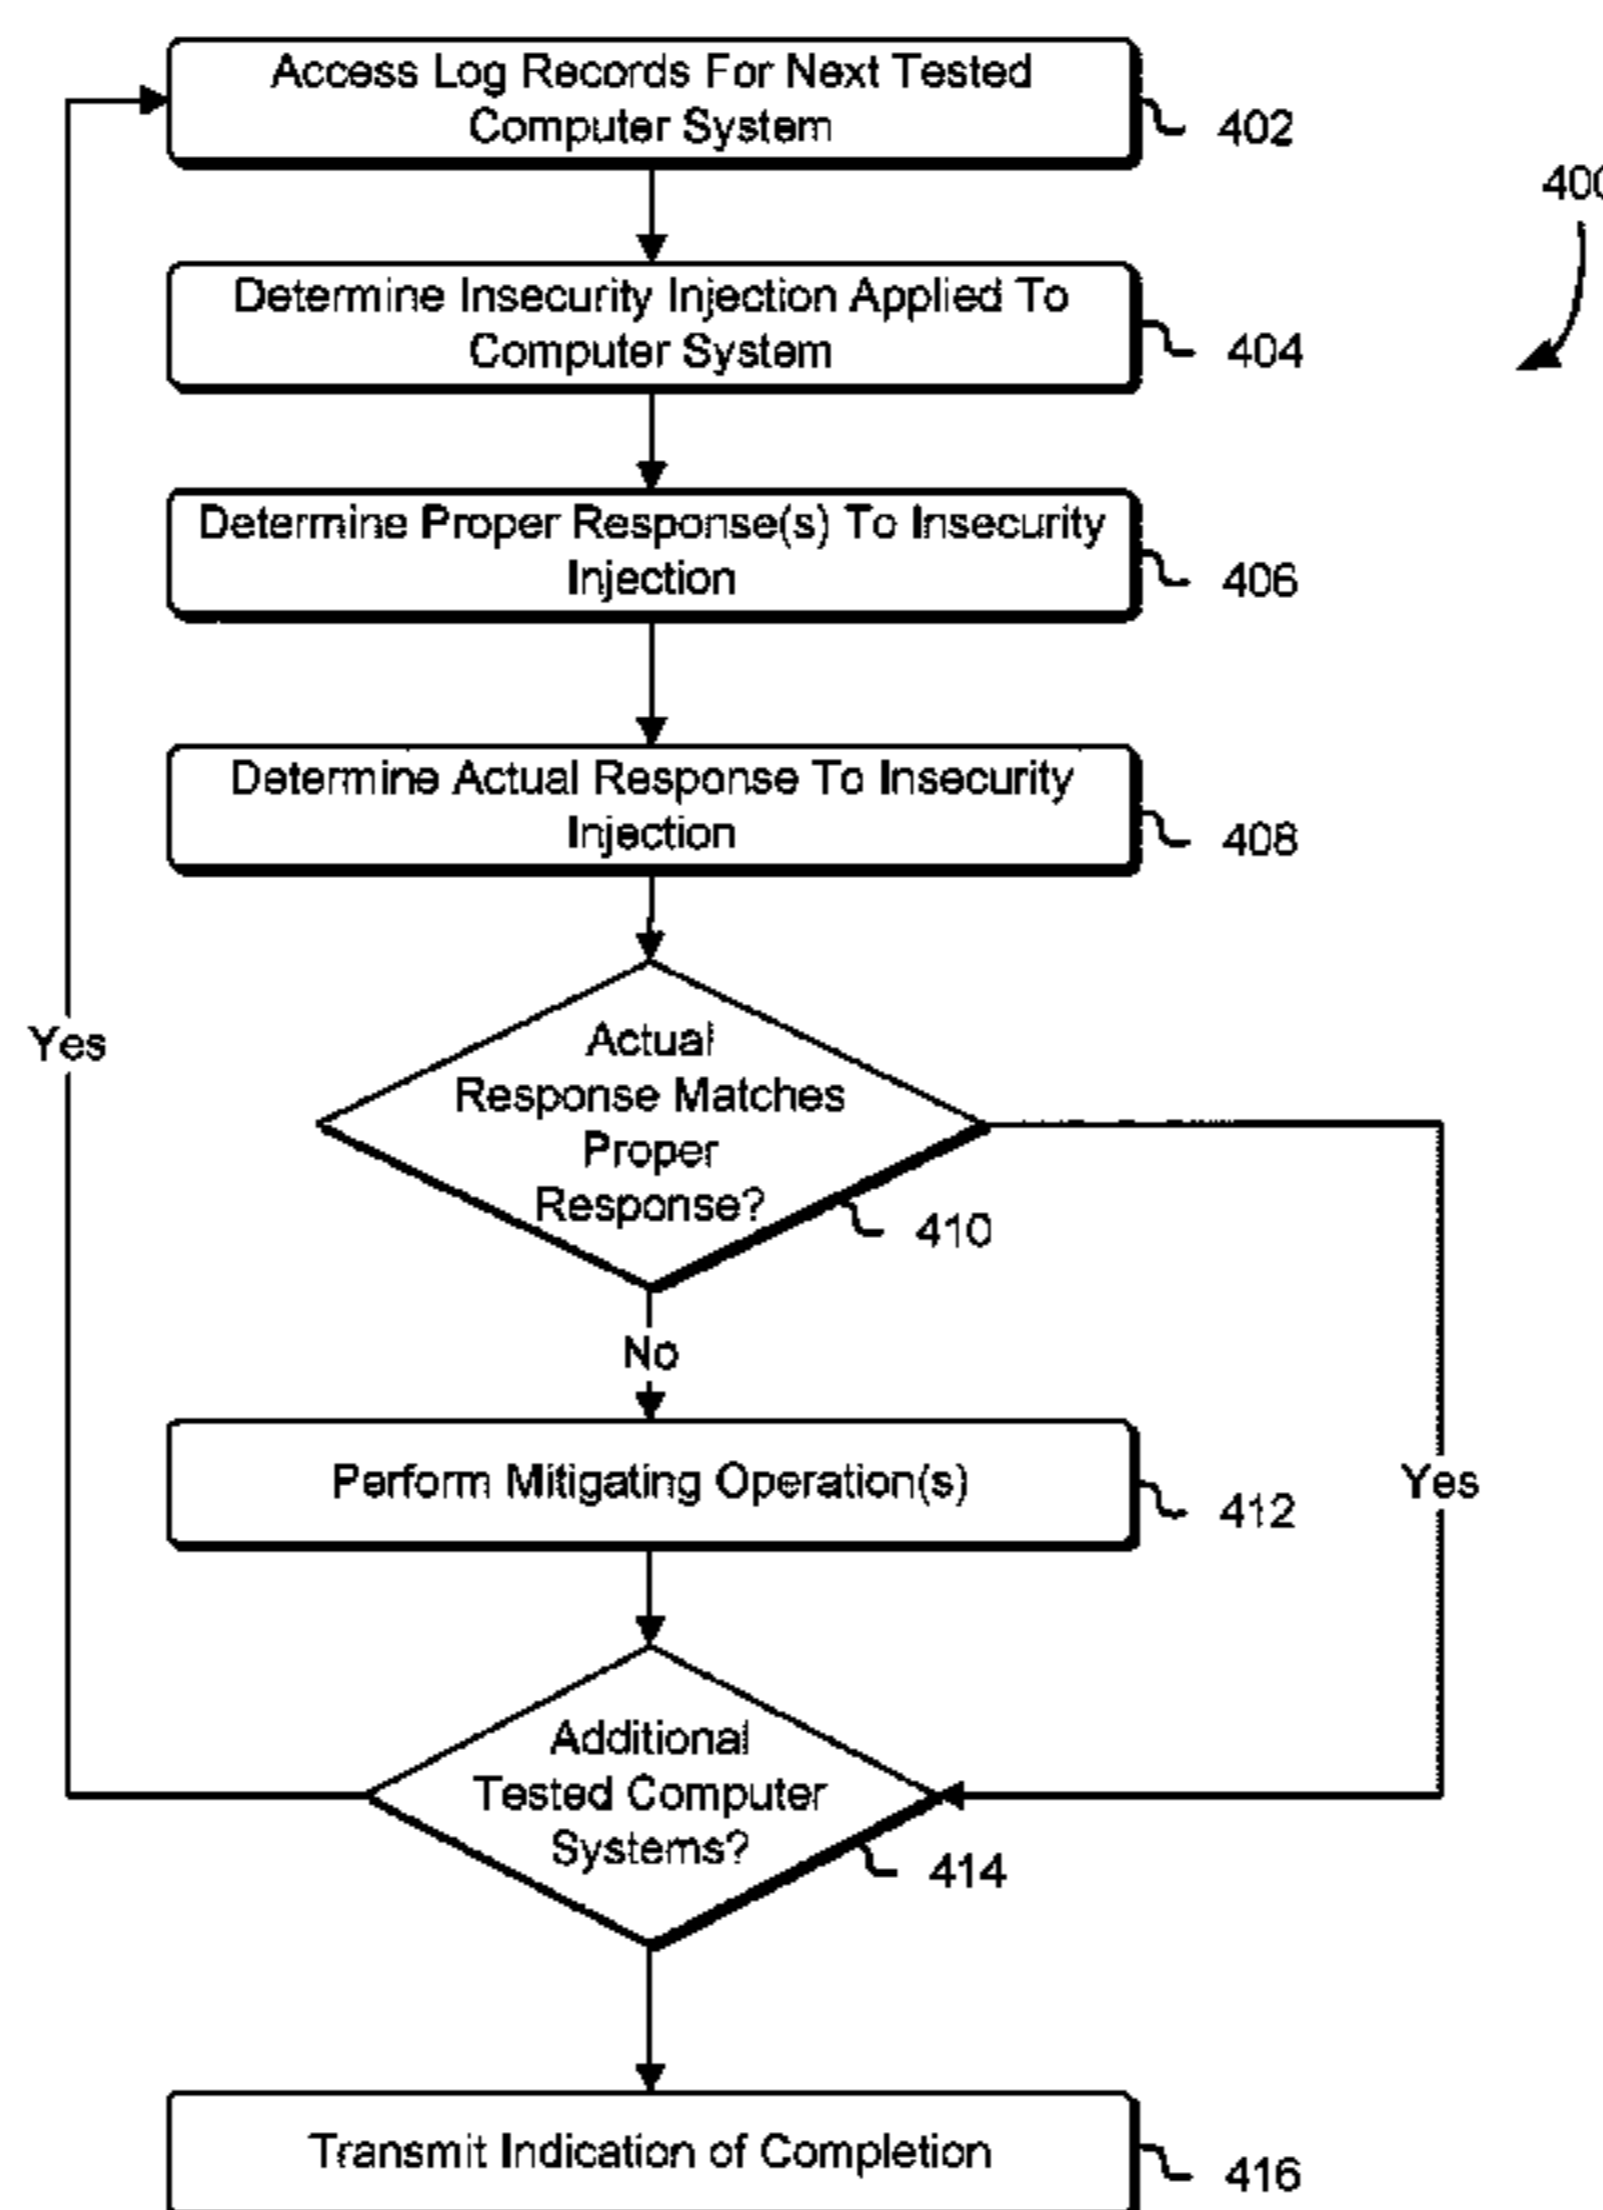 Access Log Records For Next Tested
Computer System
402
400
Determine Insecurity Injection Applied To
Computer System
404
Determine Proper Response(s) To Insecurity
Injection
406
Determine Actual Response To Insecurity
Injection
408
Yes
Actual
Response Matches
Proper
Response?
410
No
Perform Mitigating Operation(s)
412
Yes
Additional
Tested Computer
Systems?
414
Transmit Indication of Completion
416